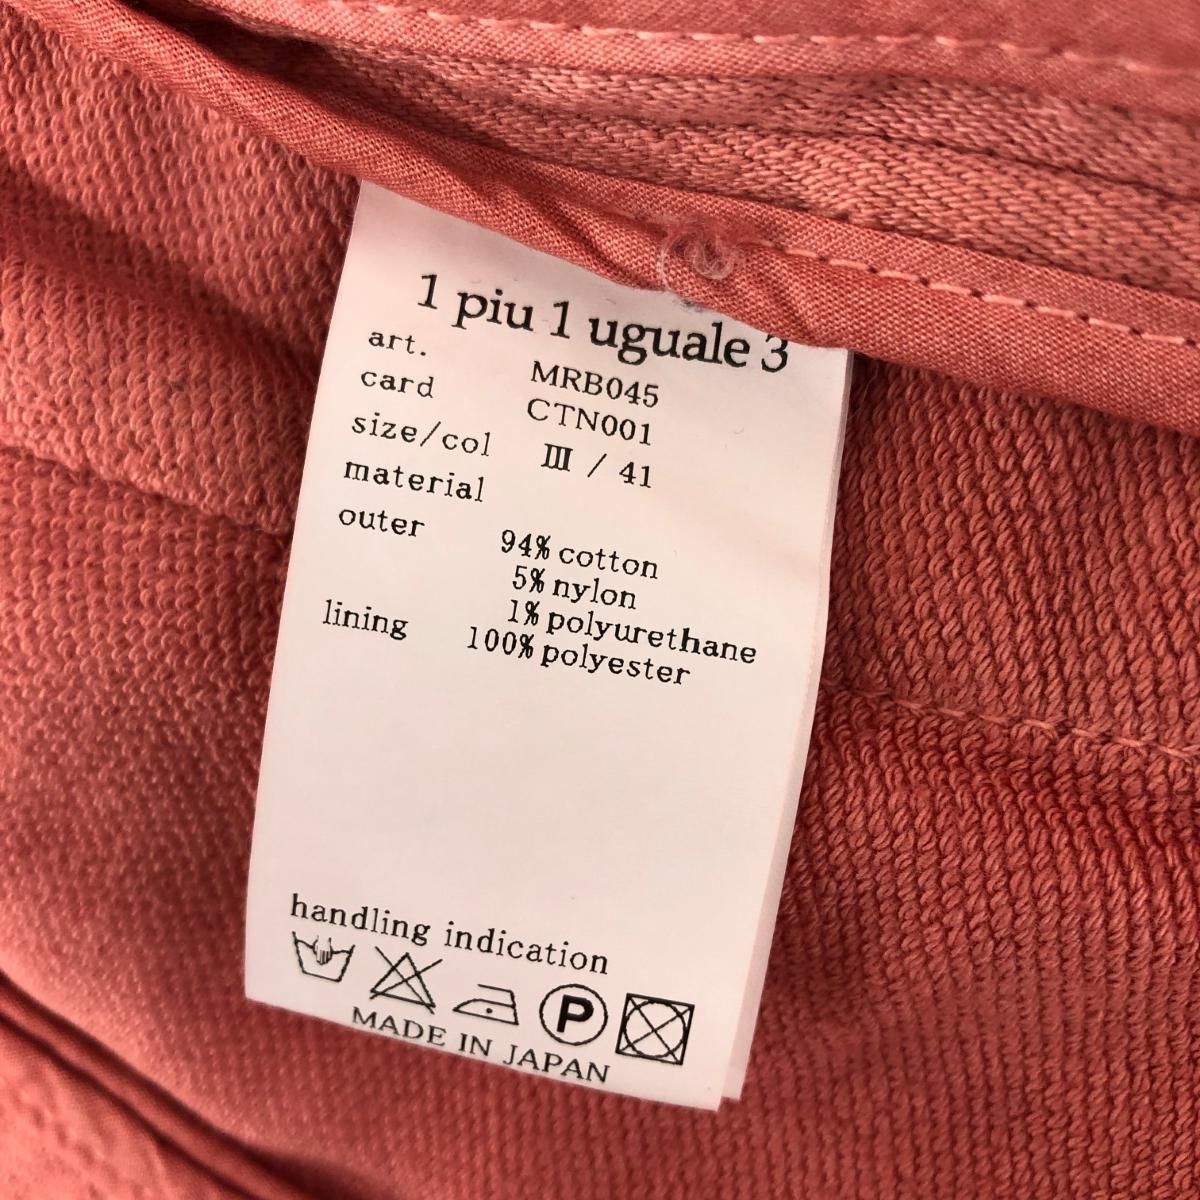 1 piu 1 uguale 3
art. MRB045
card CTN001
size/col Ⅲ / 41
material
outer 94% cotton
5% nylon
1% polyurethane
lining 100% polyester
handling indication
P
MADE IN JAPAN